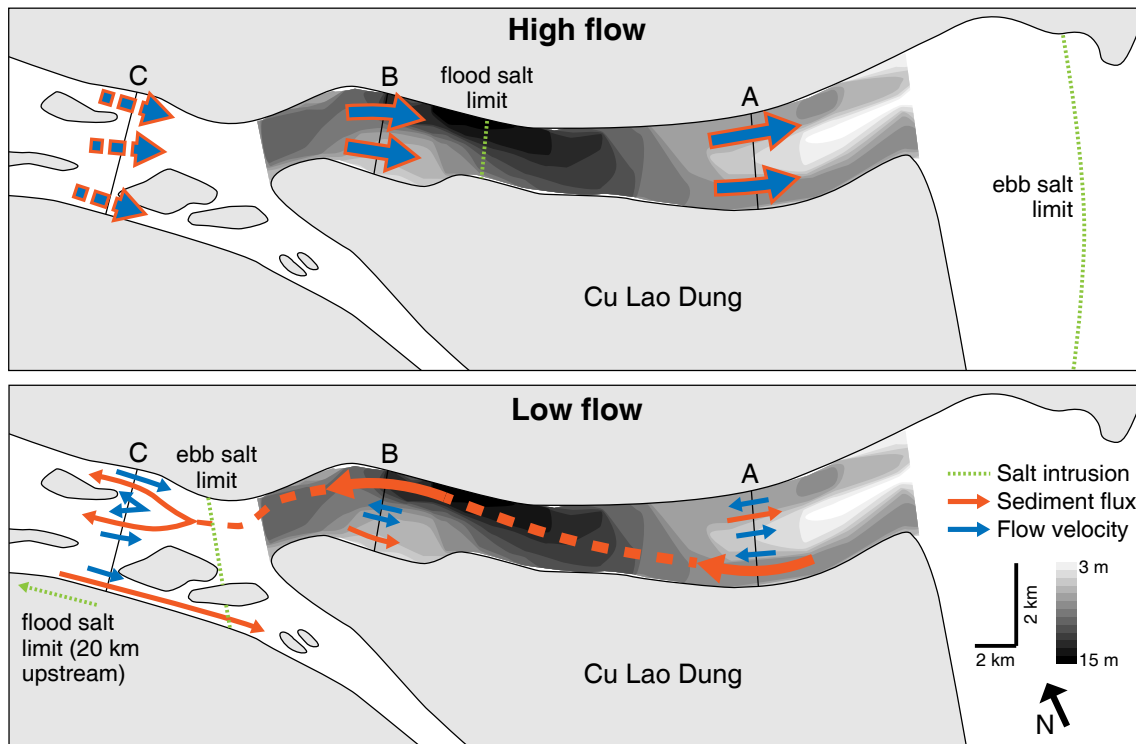 High flow
C
B
flood salt
limit
A
ebb salt
limit
Cu Lao Dung
Low flow
C
ebb salt
limit
B
A
Salt intrusion
Sediment flux
Flow velocity
flood salt
limit (20 km
upstream)
Cu Lao Dung
2 km
2 km
3 m
15 m
N